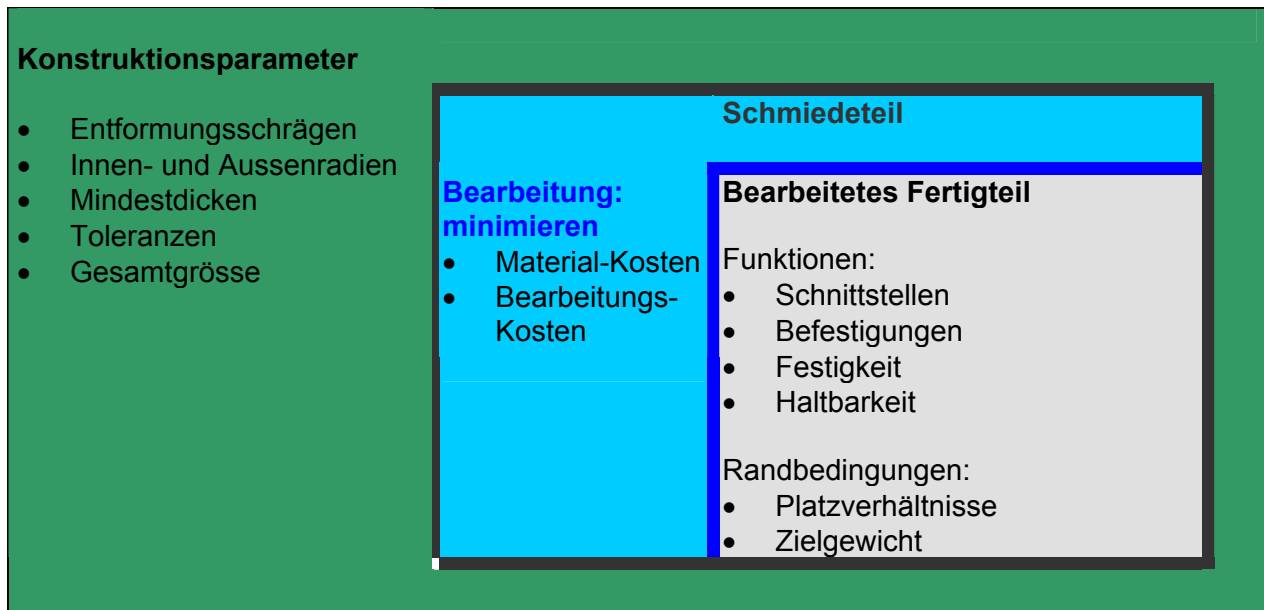 Konstruktionsparameter
• Entformungsschrägen
• Innen- und Aussenradien
• Mindestdicken
• Toleranzen
• Gesamtgrösse
Schmiedeteil
Bearbeitung:
minimieren
• Material-Kosten
• Bearbeitungs-
Kosten
Bearbeitetes Fertigteil
Funktionen:
• Schnittstellen
• Befestigungen
• Festigkeit
• Haltbarkeit
Randbedingungen:
• Platzverhältnisse
• Zielgewicht